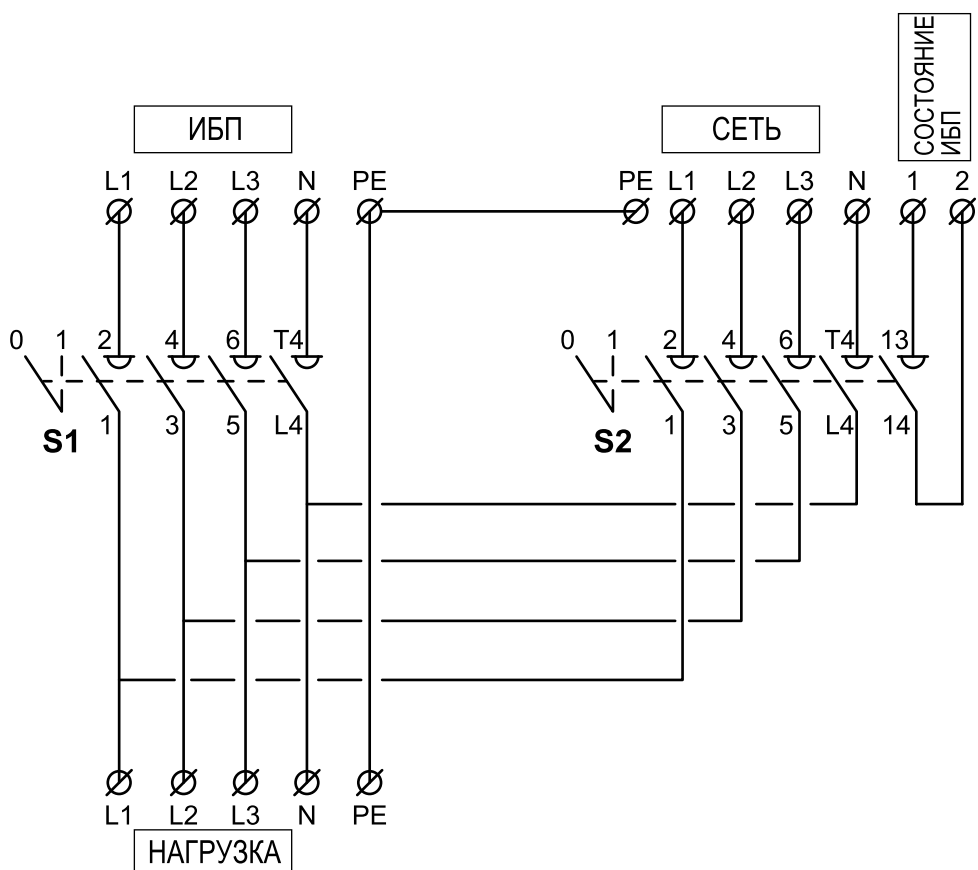 СОСТОЯНИЕ
ИБП
ИБП
СЕТЬ
L1 L2 L3 N PE PE L1 L2 L3 N 1 2
0 1 2 4 6 T4 0 1 2 4 6 T4 13
S1 1 3 5 L4 S2 1 3 5 L4 14
L1 L2 L3 N PE
НАГРУЗКА